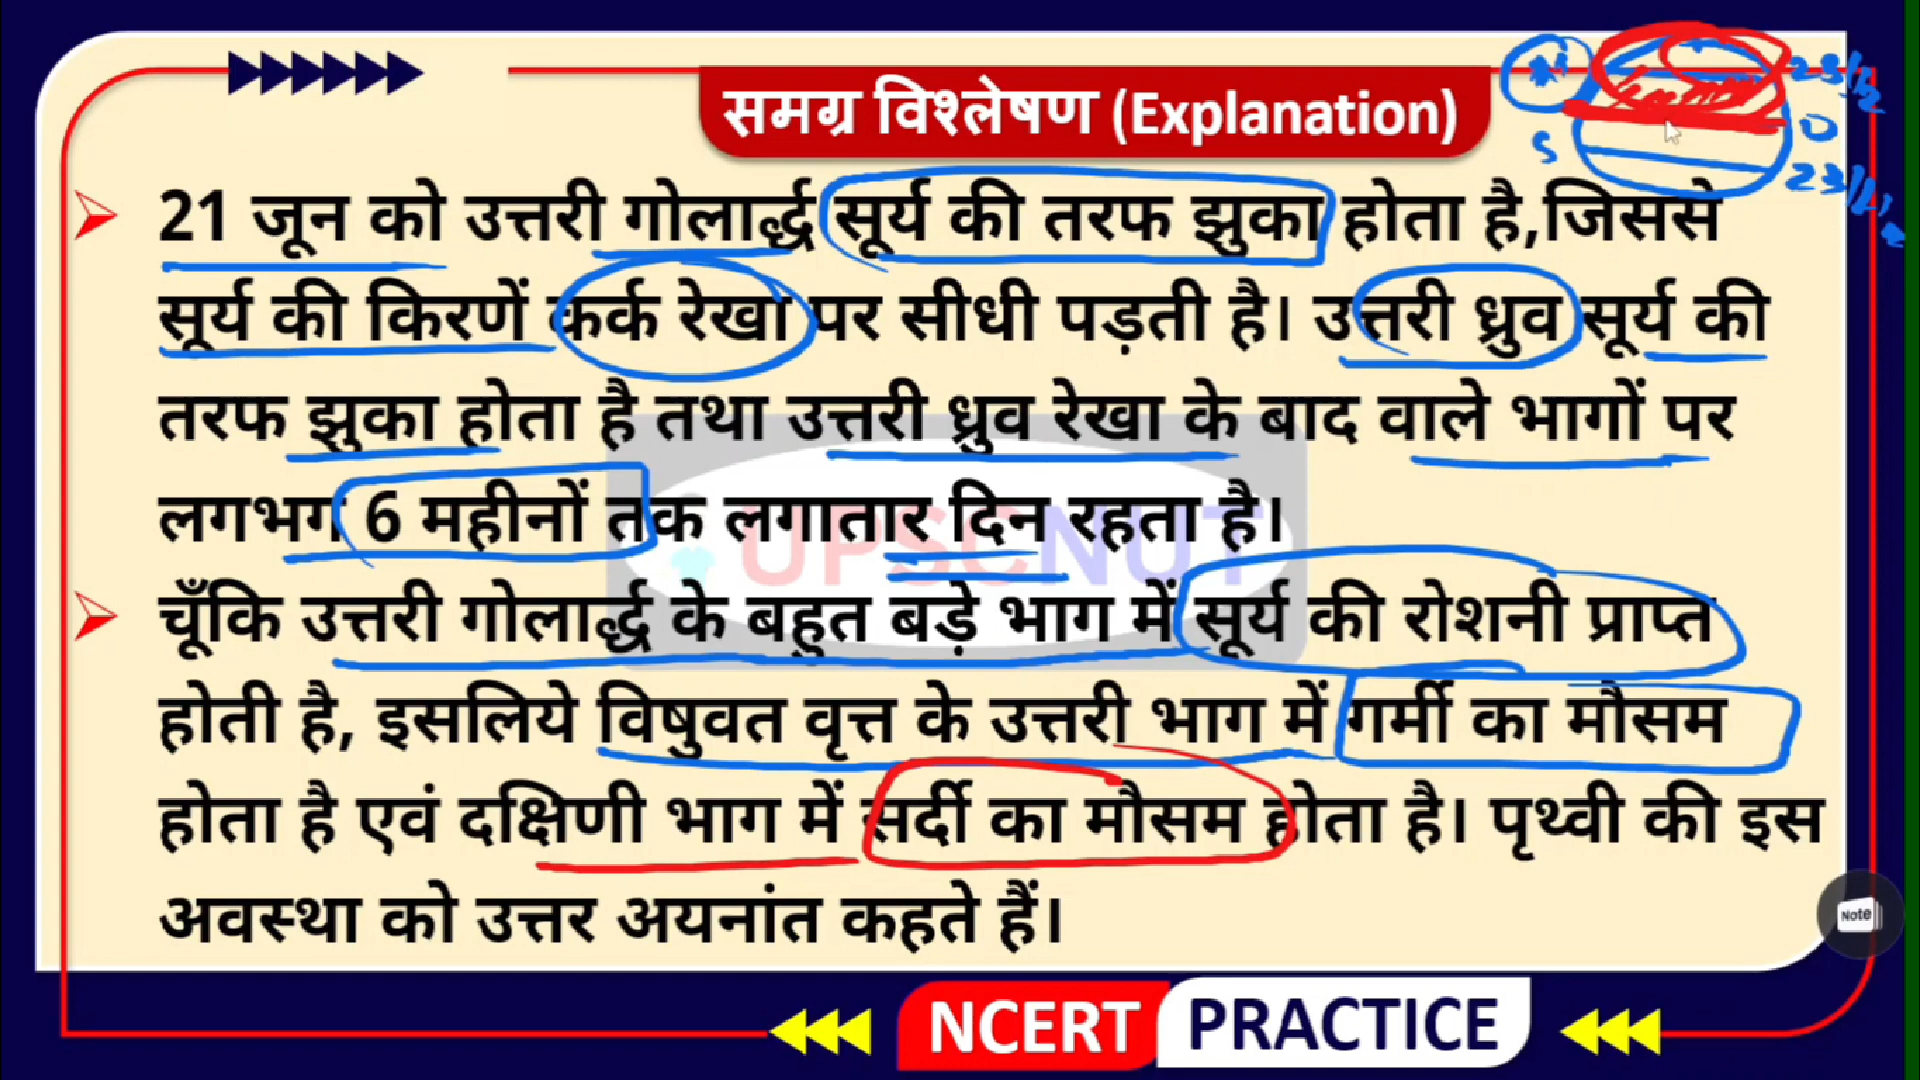 समग्र विश्लेषण (Explanation)
21 जून को उत्तरी गोलार्द्ध सूर्य की तरफ झुका होता है,जिससे
सूर्य की किरणें कर्क रेखा पर सीधी पड़ती है। उत्तरी ध्रुव सूर्य की
तरफ झुका होता है तथा उत्तरी ध्रुव रेखा के बाद वाले भागों पर
लगभग 6 महीनों तक लगातार दिन रहता है।
चूँकि उत्तरी गोलार्द्ध के बहुत बड़े भाग में सूर्य की रोशनी प्राप्त
होती है, इसलिये विषुवत वृत्त के उत्तरी भाग में गर्मी का मौसम
होता है एवं दक्षिणी भाग में सर्दी का मौसम होता है। पृथ्वी की इस
अवस्था को उत्तर अयनांत कहते हैं।
UPSCNUT
0
S
Note
NCERT PRACTICE